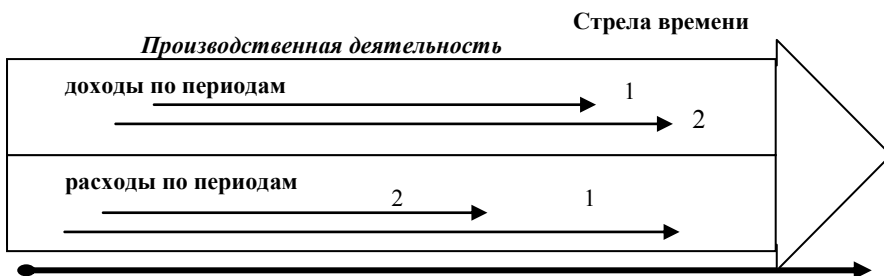 Стрела времени
Производственная деятельность
доходы по периодам
1
2
расходы по периодам
2 1